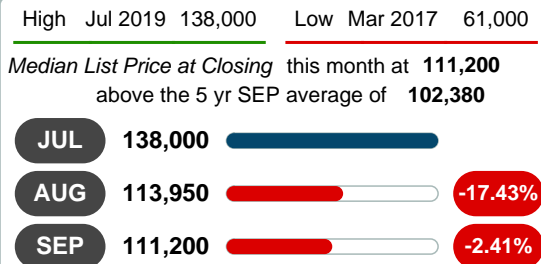 High Jul 2019 138,000 Low Mar 2017 61,000
Median List Price at Closing this month at 111,200
above the 5 yr SEP average of 102,380
JUL 138,000
AUG 113,950 -17.43%
SEP 111,200 -2.41%